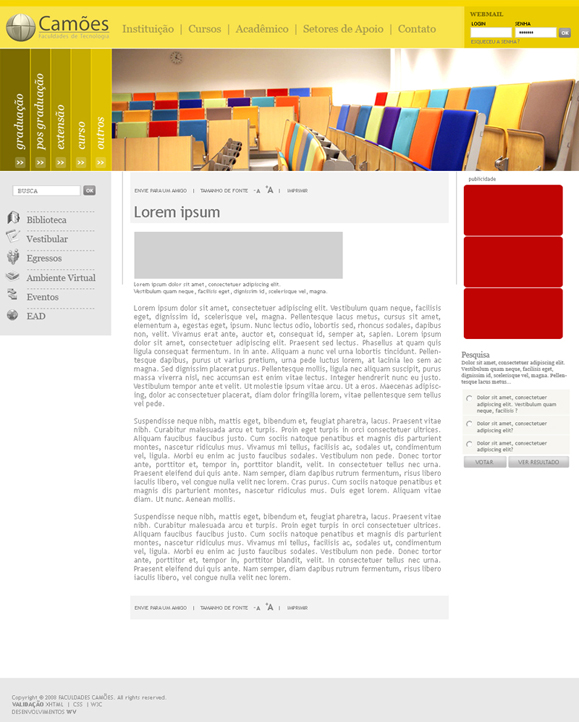 Camões
Faculdades de Tecnologia
Instituição | Cursos | Acadêmico | Setores de Apoio | Contato
WEBMAIL
LOGIN SENHA
•••••••• OK
ESQUECEU A SENHA?
graduação
pos graduação
extensão
curso
outros
>> >> >> >> >>
BUSCA OK
Biblioteca
Vestibular
Egressos
Ambiente Virtual
Eventos
EAD
ENVIE PARA UM AMIGO | TAMANHO DE FONTE -A +A | IMPRIMIR
Lorem ipsum
Lorem ipsum dolor sit amet, consectetuer adipiscing elit.
Vestibulum quam neque, facilisis eget, dignissim id, scelerisque vel, magna.
Lorem ipsum dolor sit amet, consectetuer adipiscing elit. Vestibulum quam neque, facilisis
eget, dignissim id, scelerisque vel, magna. Pellentesque lacus metus, cursus sit amet,
elementum a, egestas eget, ipsum. Nunc lectus odio, lobortis sed, rhoncus sodales, dapibus
non, velit. Vivamus erat ante, auctor et, consequat id, semper at, sapien. Lorem ipsum
dolor sit amet, consectetuer adipiscing elit. Praesent sed lectus. Phasellus at quam quis
ligula consequat fermentum. In in ante. Aliquam a nunc vel urna lobortis tincidunt. Pellen-
tesque dapibus, purus ut varius pretium, urna pede luctus lorem, at lacinia leo sem ac
magna. Sed dignissim placerat purus. Pellentesque mollis, ligula nec aliquam suscipit, purus
massa viverra nisl, nec accumsan est enim vitae lectus. Integer hendrerit nunc eu justo.
Vestibulum tempor ante et velit. Ut molestie ipsum vitae arcu. Ut a eros. Maecenas adipisc-
ing, dolor ac consectetuer placerat, diam dolor fringilla lorem, vitae pellentesque sem tellus
vel pede.
Suspendisse neque nibh, mattis eget, bibendum et, feugiat pharetra, lacus. Praesent vitae
nibh. Curabitur malesuada arcu et turpis. Proin eget turpis in orci consectetuer congue.
Aliquam faucibus faucibus justo. Cum sociis natoque penatibus et magnis dis parturient
montes, nascetur ridiculus mus. Vivamus mi tellus, facilisis ac, sodales ut, condimentum
vel, ligula. Morbi eu enim ac justo faucibus sodales. Vestibulum non pede. Donec tortor
ante, porttitor et, tempor in, porttitor blandit, velit. In consectetuer tellus nec urna.
Praesent eleifend dui quis ante. Nam semper, diam dapibus rutrum fermentum, risus libero
iaculis libero, vel congue nulla velit nec lorem. Cras purus. Cum sociis natoque penatibus et
magnis dis parturient montes, nascetur ridiculus mus. Duis eget lorem. Aliquam vitae
diam. Ut nunc. Aenean mollis.
Suspendisse neque nibh, mattis eget, bibendum et, feugiat pharetra, lacus. Praesent vitae
nibh. Curabitur malesuada arcu et turpis. Proin eget turpis in orci consectetuer congue.
Aliquam faucibus faucibus justo. Cum sociis natoque penatibus et magnis dis parturient
montes, nascetur ridiculus mus. Vivamus mi tellus, facilisis ac, sodales ut, condimentum
vel, ligula. Morbi eu enim ac justo faucibus sodales. Vestibulum non pede. Donec tortor
ante, porttitor et, tempor in, porttitor blandit, velit. In consectetuer tellus nec urna.
Praesent eleifend dui quis ante. Nam semper, diam dapibus rutrum fermentum, risus libero
iaculis libero, vel congue nulla velit nec lorem.
ENVIE PARA UM AMIGO | TAMANHO DE FONTE -A +A | IMPRIMIR
publicidade
Pesquisa
Dolor sit amet, consectetuer adipiscing elit.
Vestibulum quam neque, facilisis eget,
dignissim id, scelerisque vel, magna. Pellen-
tesque lacus metus...
Dolor sit amet, consectetuer
adipiscing elit. Vestibulum quam
neque, facilisis ?
Dolor sit amet, consectetuer
adipiscing elit?
Dolor sit amet, consectetuer
adipiscing elit?
VOTAR VER RESULTADO
Copyright © 2008 FACULDADES CAMÕES. All rights reserved.
VALIDAÇÃO XHTML | CSS | W3C
DESENVOLVIMENTOS WV